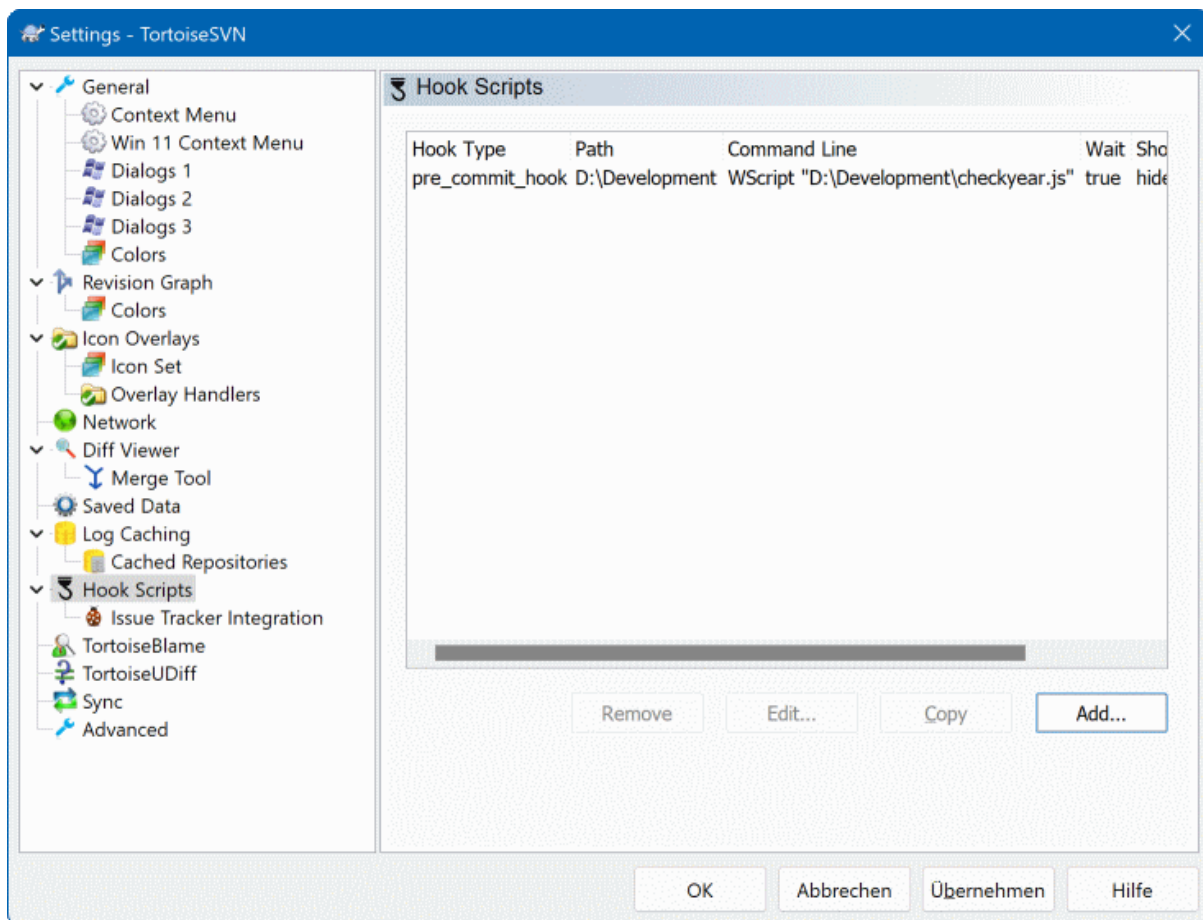 Settings - TortoiseSVN
General
Context Menu
Win 11 Context Menu
Dialogs 1
Dialogs 2
Dialogs 3
Colors
Revision Graph
Colors
Icon Overlays
Icon Set
Overlay Handlers
Network
Diff Viewer
Merge Tool
Saved Data
Log Caching
Cached Repositories
Hook Scripts
Issue Tracker Integration
TortoiseBlame
TortoiseUDiff
Sync
Advanced
Hook Scripts
Hook Type Path Command Line Wait Sho
pre_commit_hook D:\Development WScript "D:\Development\checkyear.js" true hide
Remove Edit... Copy Add...
OK Abbrechen Übernehmen Hilfe